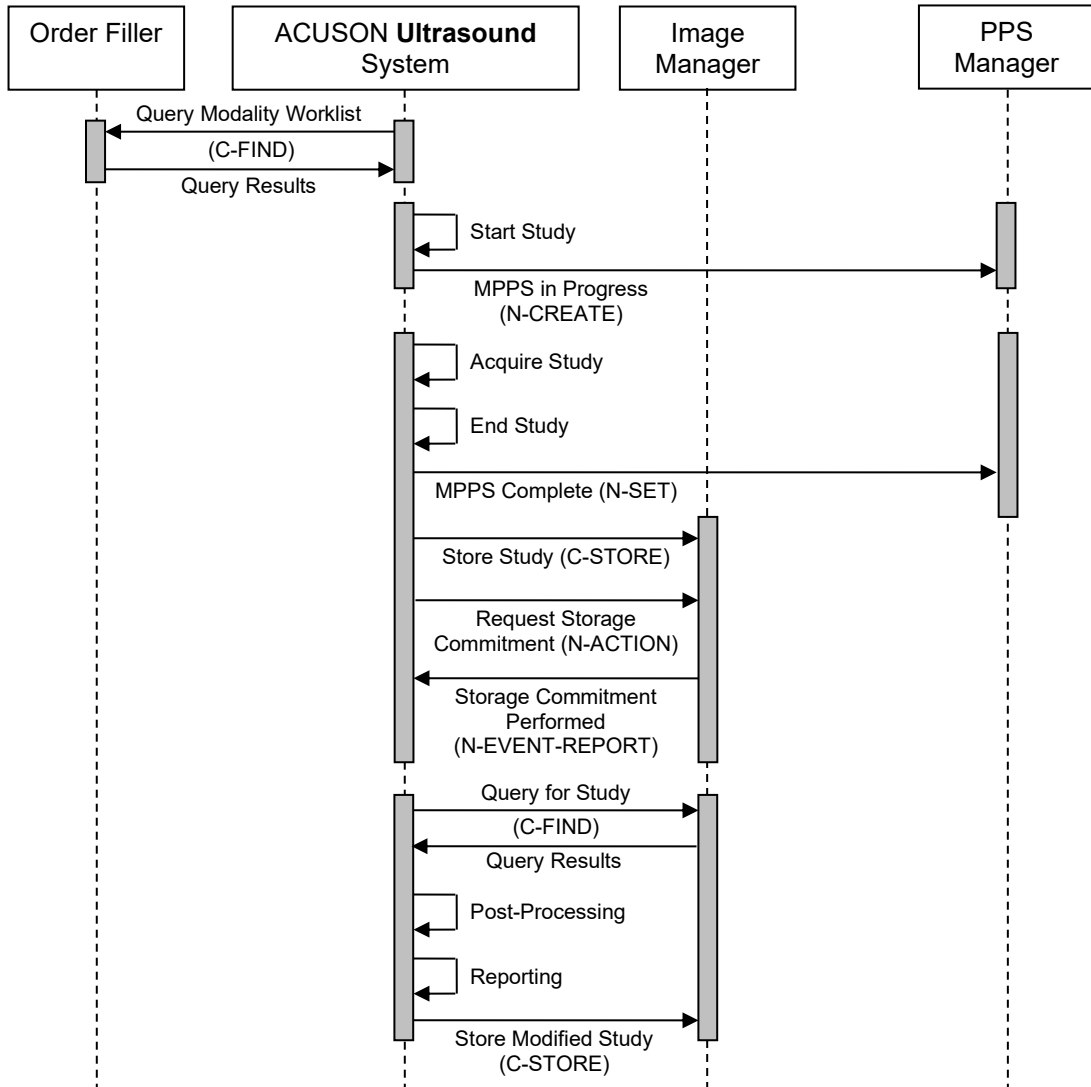 Order Filler
ACUSON Ultrasound
System
Image
Manager
PPS
Manager
Query Modality Worklist
(C-FIND)
Query Results
Start Study
MPPS in Progress
(N-CREATE)
Acquire Study
End Study
MPPS Complete (N-SET)
Store Study (C-STORE)
Request Storage
Commitment (N-ACTION)
Storage Commitment
Performed
(N-EVENT-REPORT)
Query for Study
(C-FIND)
Query Results
Post-Processing
Reporting
Store Modified Study
(C-STORE)